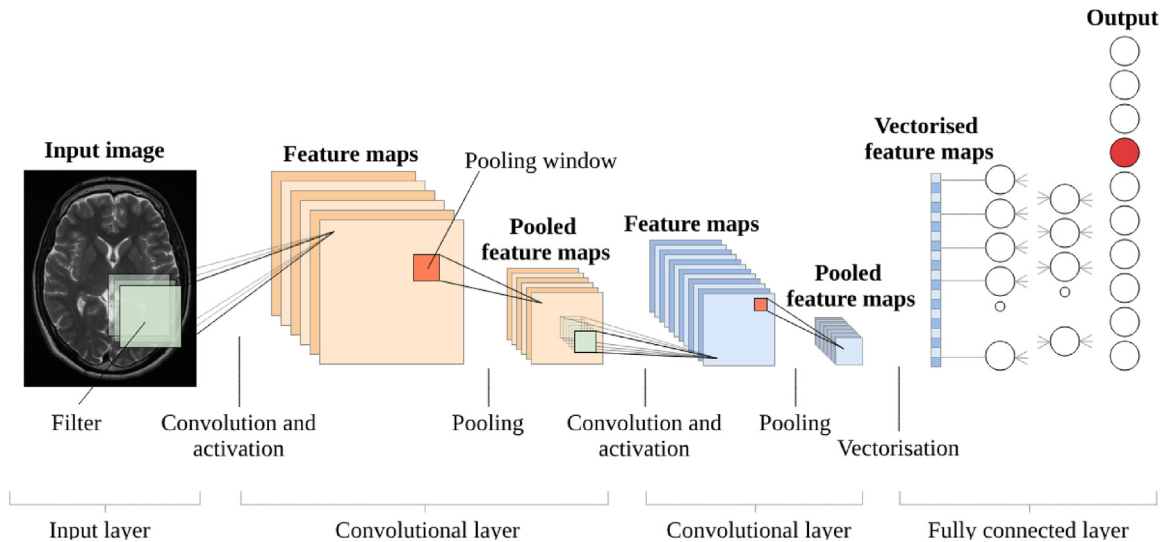 Output
Vectorised
feature maps
Input image
Feature maps
Pooling window
Pooled
feature maps
Feature maps
Pooled
feature maps
Filter
Convolution and
activation
Pooling
Convolution and
activation
Pooling
Vectorisation
Input layer
Convolutional layer
Convolutional layer
Fully connected layer